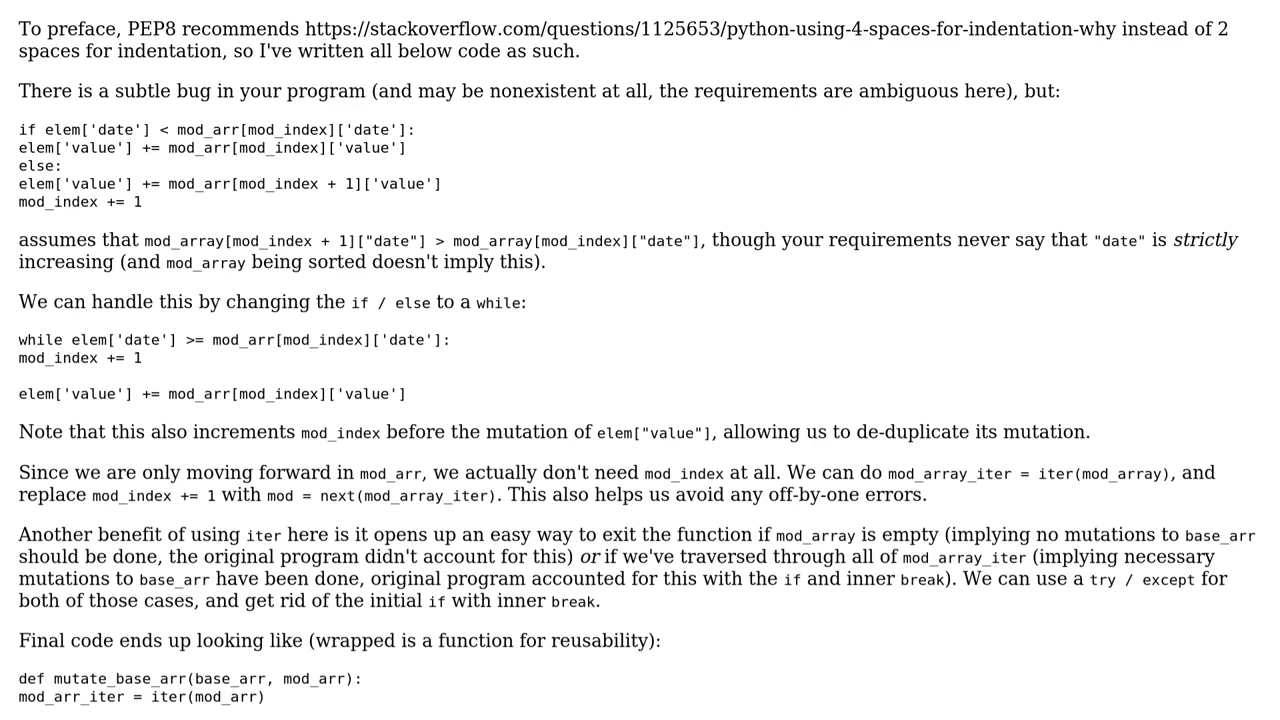 To preface, PEP8 recommends https://stackoverflow.com/questions/1125653/python-using-4-spaces-for-indentation-why instead of 2
spaces for indentation, so I've written all below code as such.
There is a subtle bug in your program (and may be nonexistent at all, the requirements are ambiguous here), but:
if elem['date'] < mod_arr[mod_index]['date']:
elem['value'] += mod_arr[mod_index]['value']
else:
elem['value'] += mod_arr[mod_index + 1]['value']
mod_index += 1
assumes that mod_array[mod_index + 1]["date"] > mod_array[mod_index]["date"], though your requirements never say that "date" is strictly
increasing (and mod_array being sorted doesn't imply this).
We can handle this by changing the if / else to a while:
while elem['date'] >= mod_arr[mod_index]['date']:
mod_index += 1
elem['value'] += mod_arr[mod_index]['value']
Note that this also increments mod_index before the mutation of elem["value"], allowing us to de-duplicate its mutation.
Since we are only moving forward in mod_arr, we actually don't need mod_index at all. We can do mod_array_iter = iter(mod_array), and
replace mod_index += 1 with mod = next(mod_array_iter). This also helps us avoid any off-by-one errors.
Another benefit of using iter here is it opens up an easy way to exit the function if mod_array is empty (implying no mutations to base_arr
should be done, the original program didn't account for this) or if we've traversed through all of mod_array_iter (implying necessary
mutations to base_arr have been done, original program accounted for this with the if and inner break). We can use a try / except for
both of those cases, and get rid of the initial if with inner break.
Final code ends up looking like (wrapped is a function for reusability):
def mutate_base_arr(base_arr, mod_arr):
mod_arr_iter = iter(mod_arr)